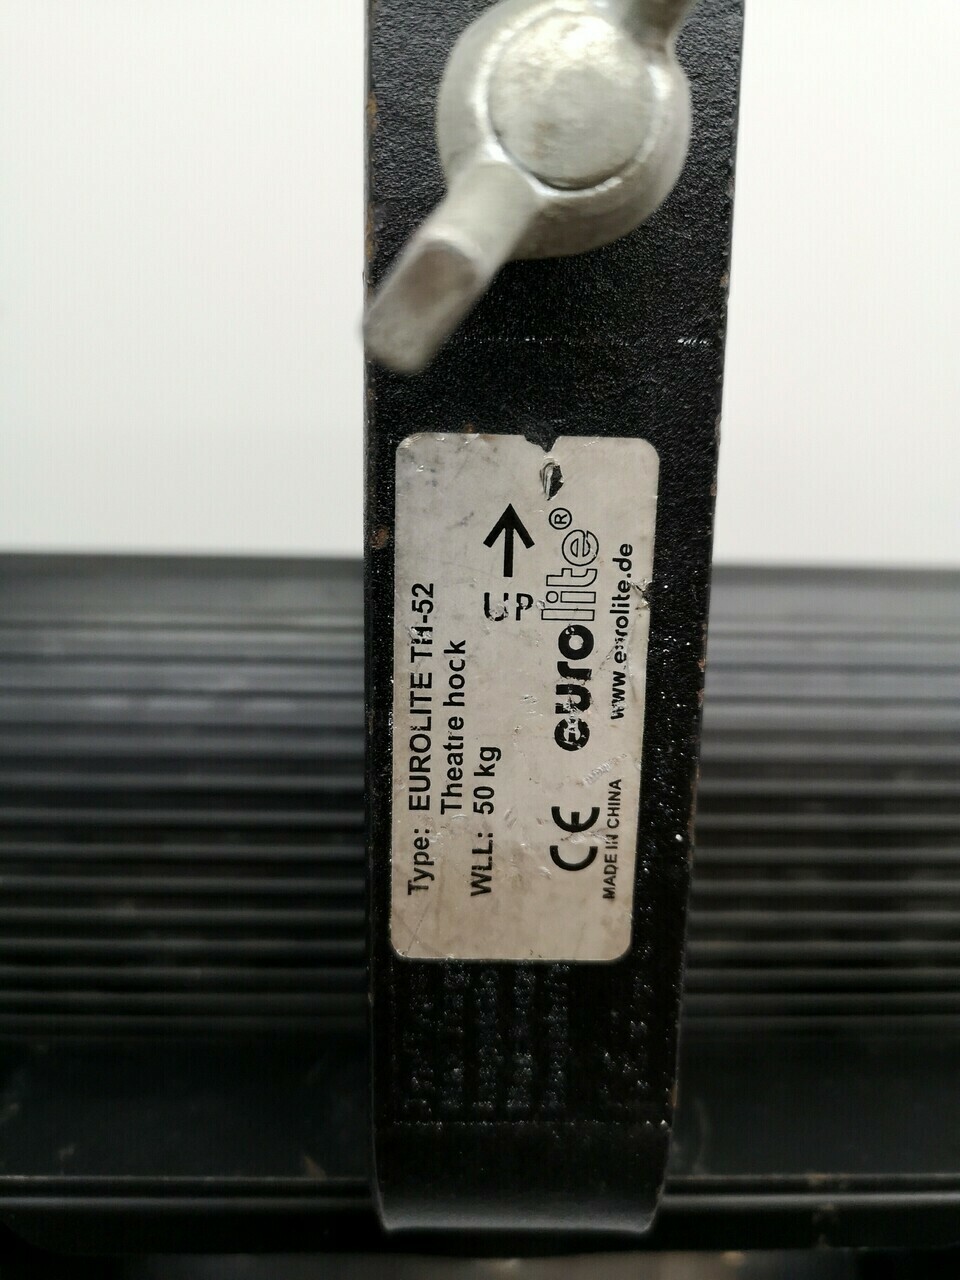 Type: EUROLITE TH-52
Theatre hock
WLL: 50 kg
UP
eurolite®
www.eurolite.de
CE
MADE IN CHINA